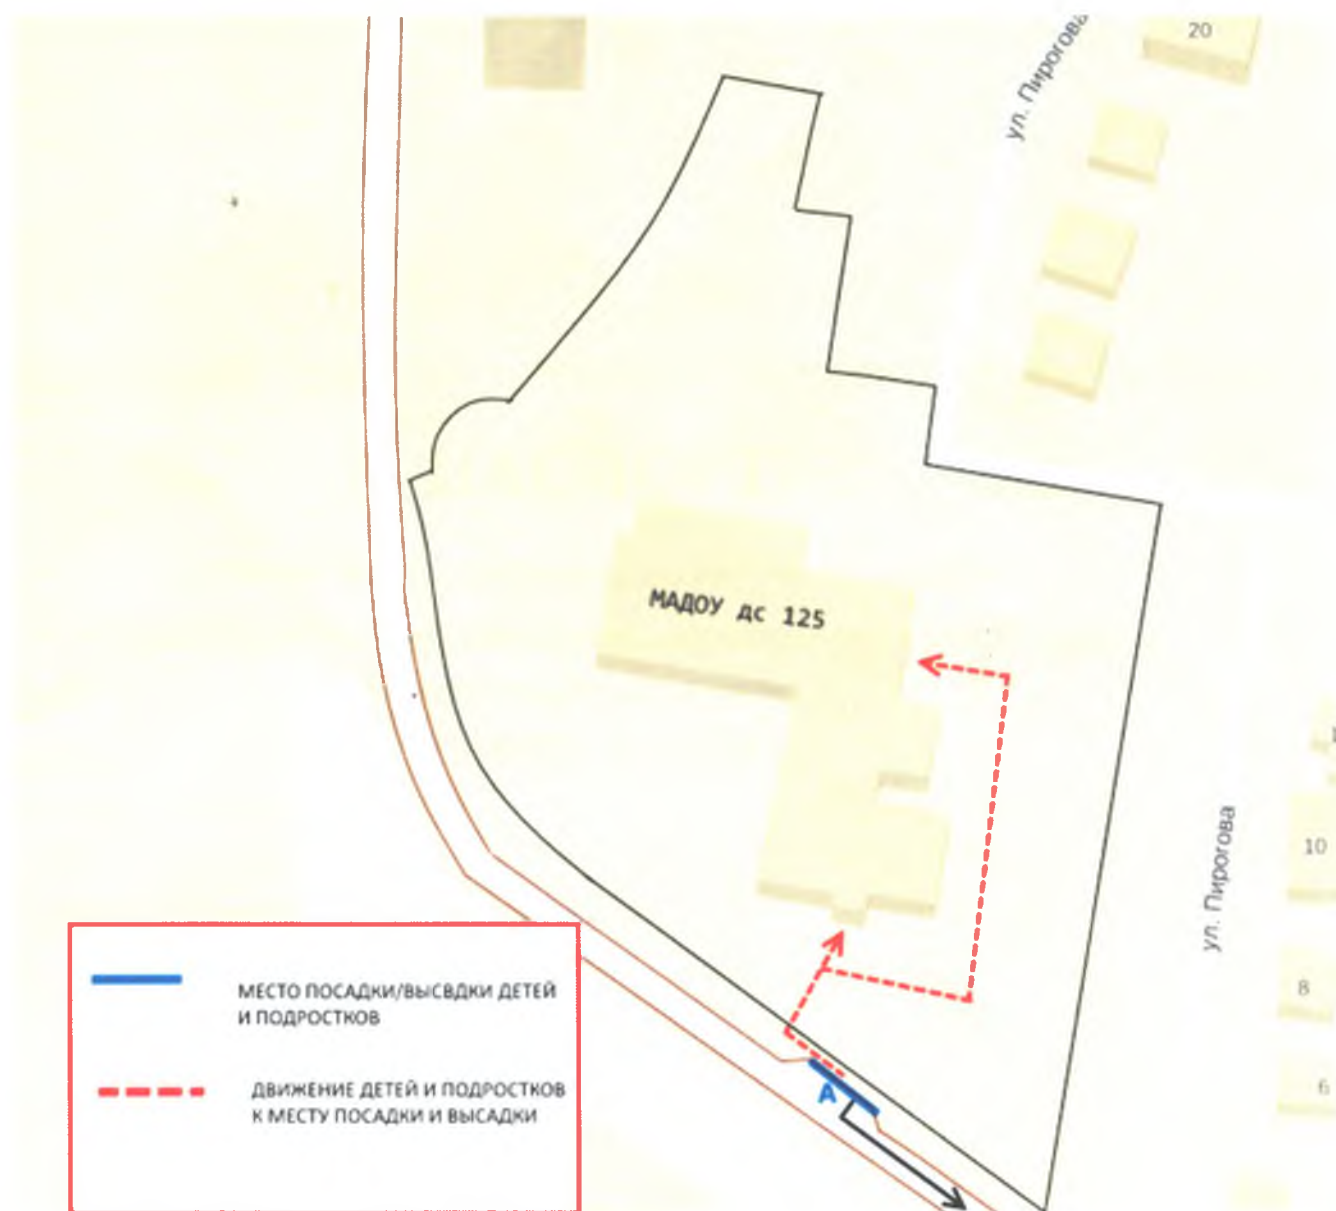 20
ул. Пирогова
МАДОУ дс 125
ул. Пирогова
10
8
6
А
МЕСТО ПОСАДКИ/ВЫСВДКИ ДЕТЕЙ
И ПОДРОСТКОВ
ДВИЖЕНИЕ ДЕТЕЙ И ПОДРОСТКОВ
К МЕСТУ ПОСАДКИ И ВЫСАДКИ